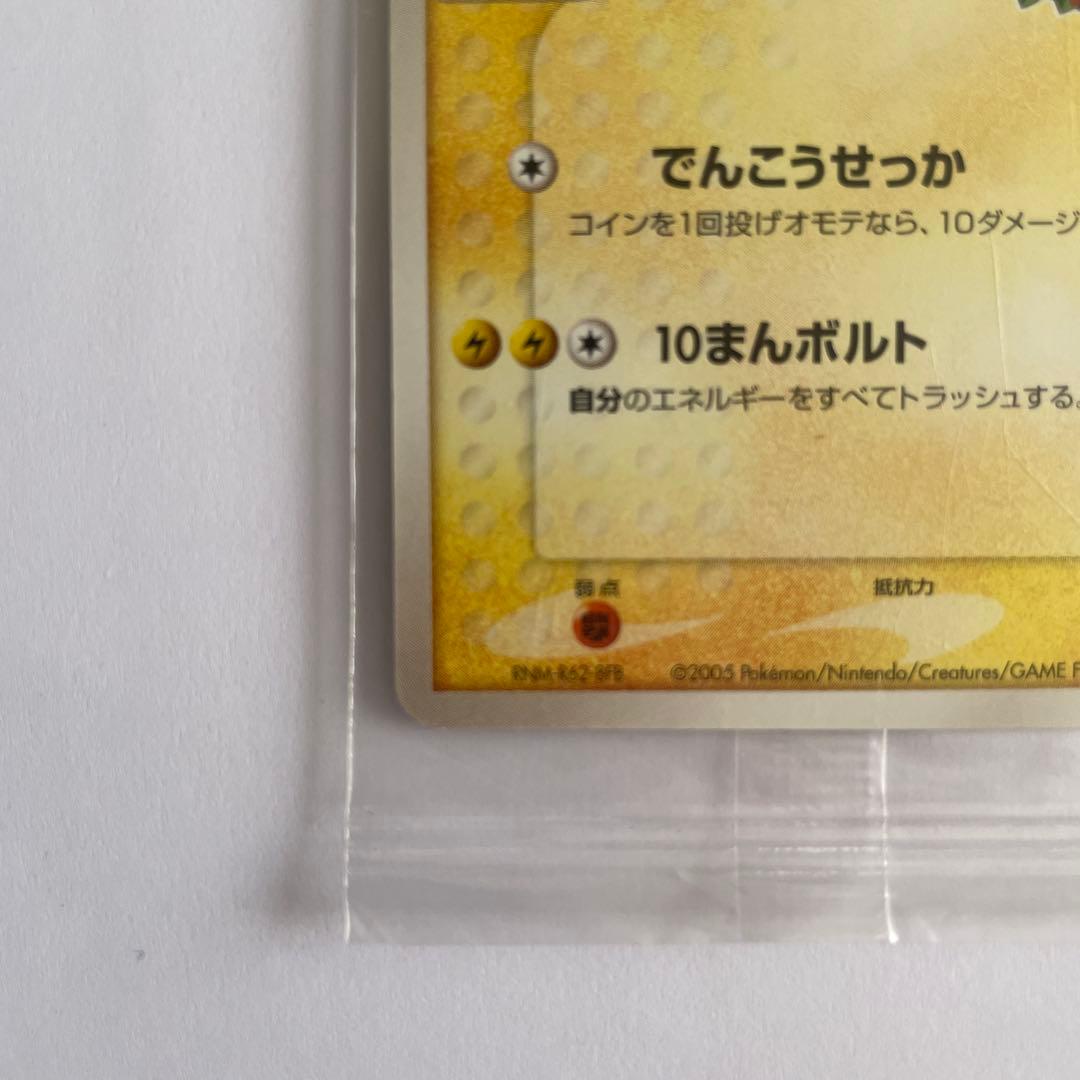 でんこうせっか
コインを1回投げオモテなら、10ダメージ
10まんボルト
自分のエネルギーをすべてトラッシュする。
弱点
抵抗力
©2005 Pokémon/Nintendo/Creatures/GAME F